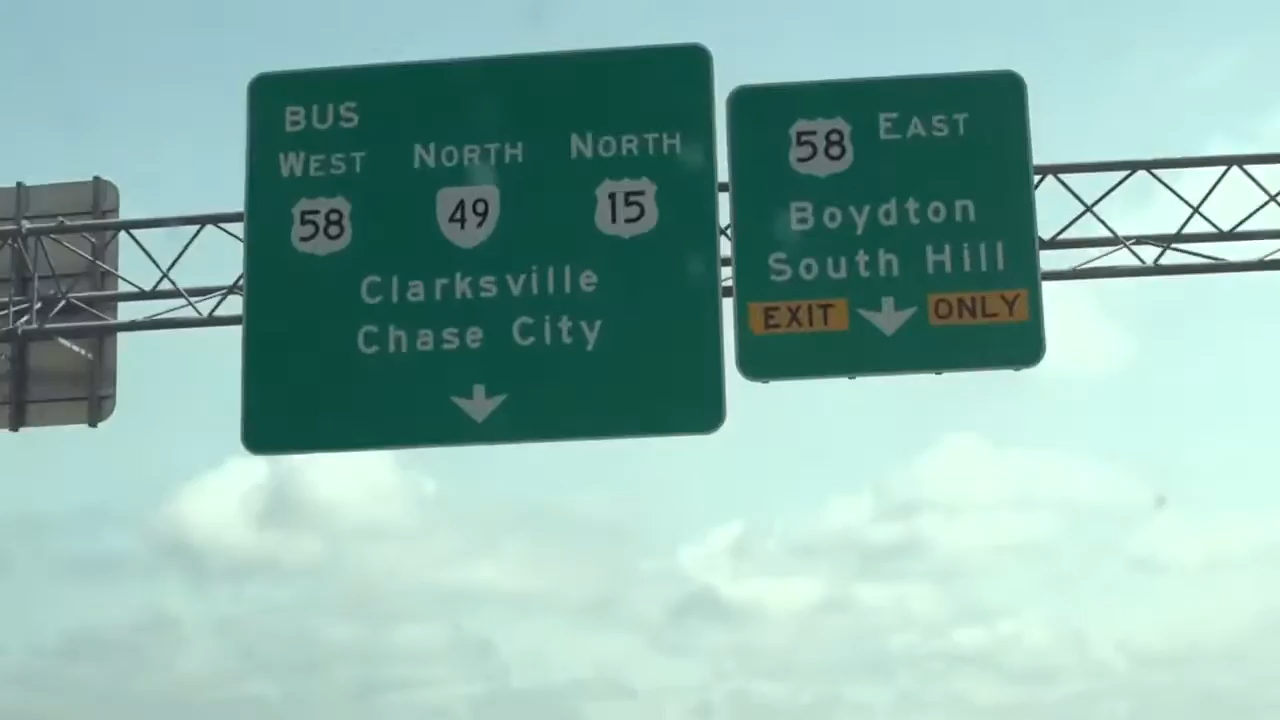 BUS
WEST NORTH NORTH
58 49 15
Clarksville
Chase City
58 EAST
Boydton
South Hill
EXIT ONLY